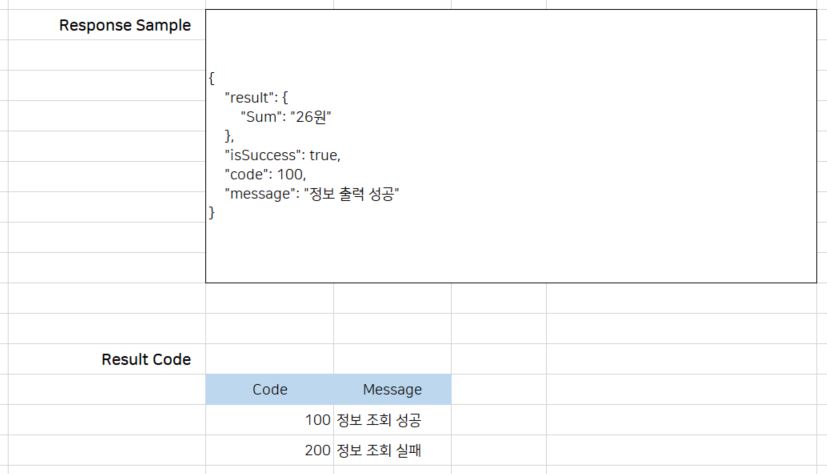 Response Sample
{
"result": {
"Sum": "26원"
},
"isSuccess": true,
"code": 100,
"message": "정보 출력 성공"
}
Result Code
Code Message
100 정보 조회 성공
200 정보 조회 실패